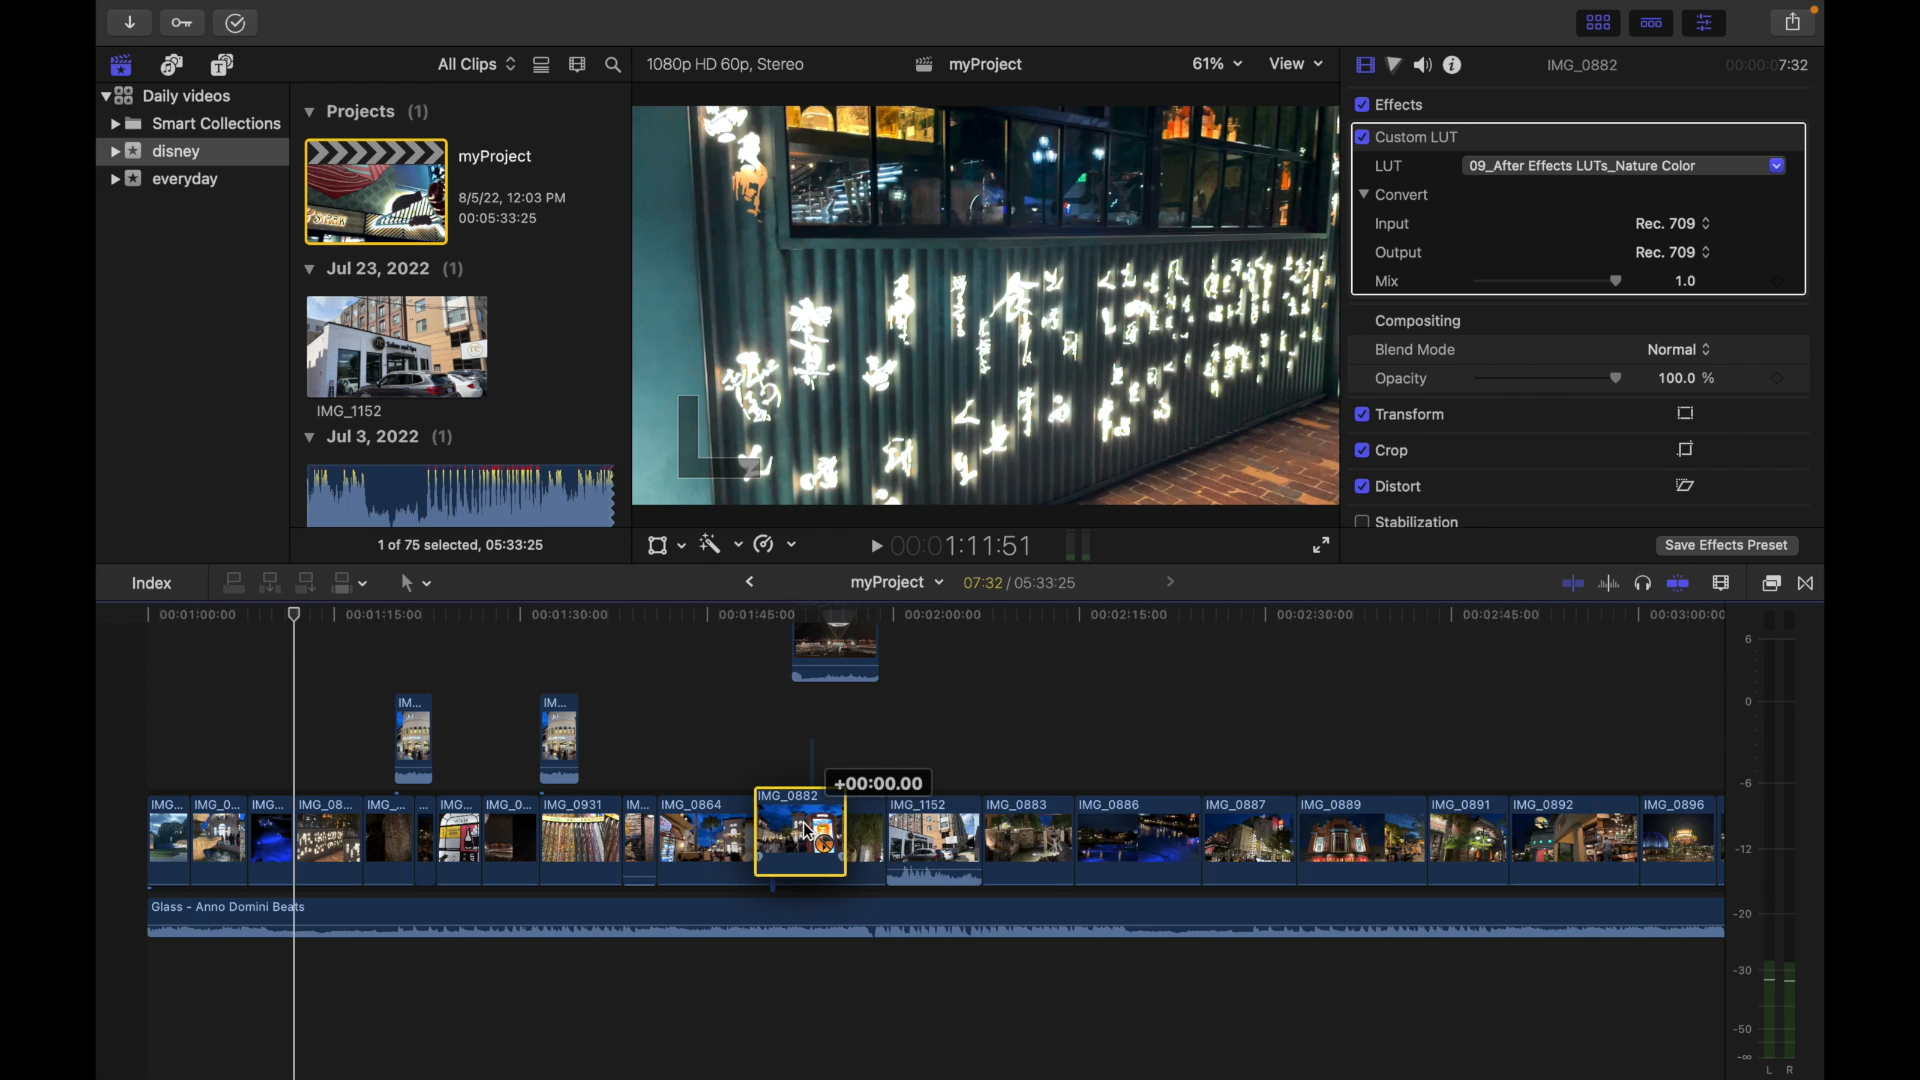 All Clips
1080p HD 60p, Stereo
myProject
61%
View
IMG_0882
00:00:07:32
Daily videos
Smart Collections
disney
everyday
Projects (1)
myProject
8/5/22, 12:03 PM
00:05:33:25
Jul 23, 2022 (1)
IMG_1152
Jul 3, 2022 (1)
1 of 75 selected, 05:33:25
00:01:11:51
Effects
Custom LUT
LUT 09_After Effects LUTs_Nature Color
Convert
Input Rec. 709
Output Rec. 709
Mix 1.0
Compositing
Blend Mode Normal
Opacity 100.0 %
Transform
Crop
Distort
Stabilization
Save Effects Preset
Index
myProject
07:32 / 05:33:25
00:01:00:00 00:01:15:00 00:01:30:00 00:01:45:00 00:02:00:00 00:02:15:00 00:02:30:00 00:02:45:00 00:03:00:00
IM... IM...
+00:00.00
IMG... IMG_0... IMG... IMG_08... IMG_... ... IMG... IMG_0... IMG_0931 IM... IMG_0864 IMG_0882 IMG_1152 IMG_0883 IMG_0886 IMG_0887 IMG_0889 IMG_0891 IMG_0892 IMG_0896
Glass - Anno Domini Beats
6
0
-6
-12
-20
-30
-50
-∞
L R